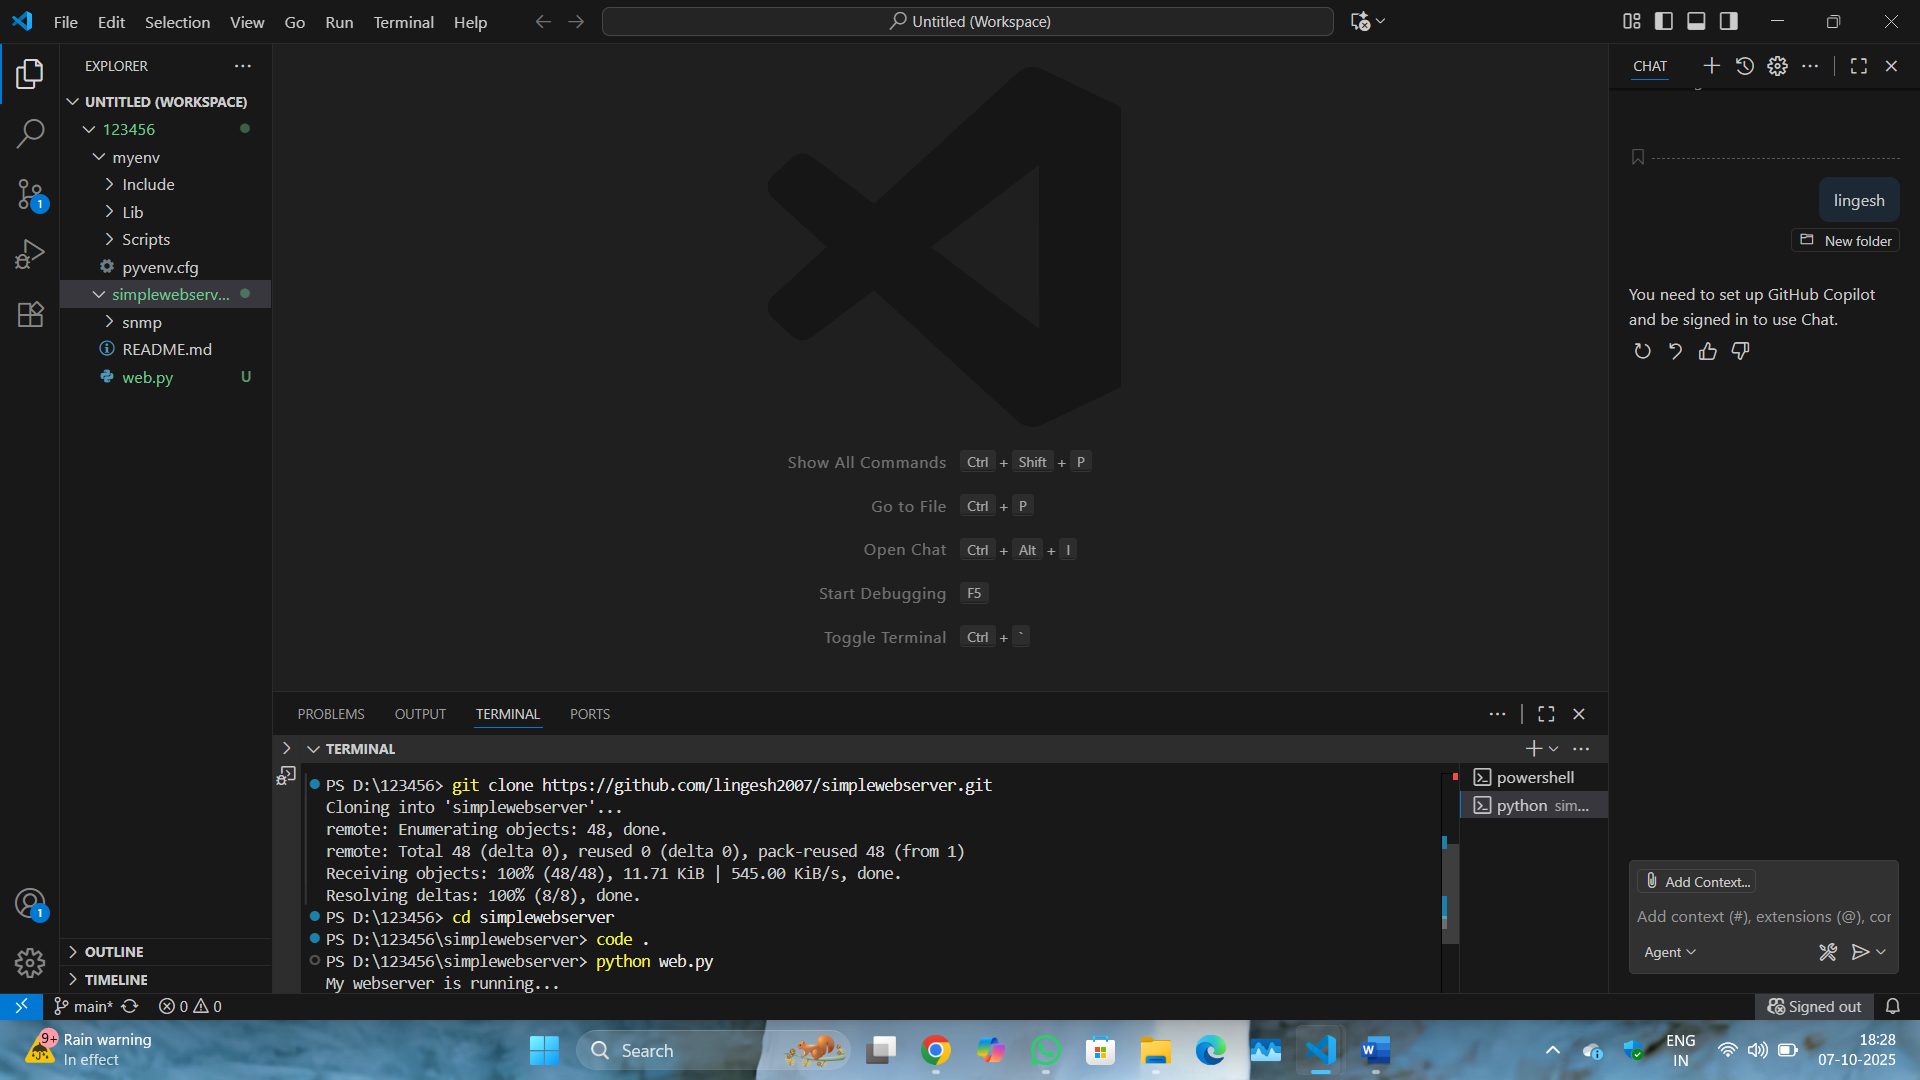 File Edit Selection View Go Run Terminal Help
Untitled (Workspace)
EXPLORER
UNTITLED (WORKSPACE)
123456
myenv
Include
Lib
Scripts
pyvenv.cfg
simplewebserv...
snmp
README.md
web.py U
1
1
OUTLINE
TIMELINE
Show All Commands Ctrl + Shift + P
Go to File Ctrl + P
Open Chat Ctrl + Alt + I
Start Debugging F5
Toggle Terminal Ctrl + `
PROBLEMS OUTPUT TERMINAL PORTS
TERMINAL
PS D:\123456> git clone https://github.com/lingesh2007/simplewebserver.git
Cloning into 'simplewebserver'...
remote: Enumerating objects: 48, done.
remote: Total 48 (delta 0), reused 0 (delta 0), pack-reused 48 (from 1)
Receiving objects: 100% (48/48), 11.71 KiB | 545.00 KiB/s, done.
Resolving deltas: 100% (8/8), done.
PS D:\123456> cd simplewebserver
PS D:\123456\simplewebserver> code .
PS D:\123456\simplewebserver> python web.py
My webserver is running...
powershell
python sim...
CHAT
lingesh
New folder
You need to set up GitHub Copilot
and be signed in to use Chat.
Add Context...
Add context (#), extensions (@), cor
Agent
main* 0 0
Signed out
9+
Rain warning
In effect
Search
W
ENG
IN
18:28
07-10-2025